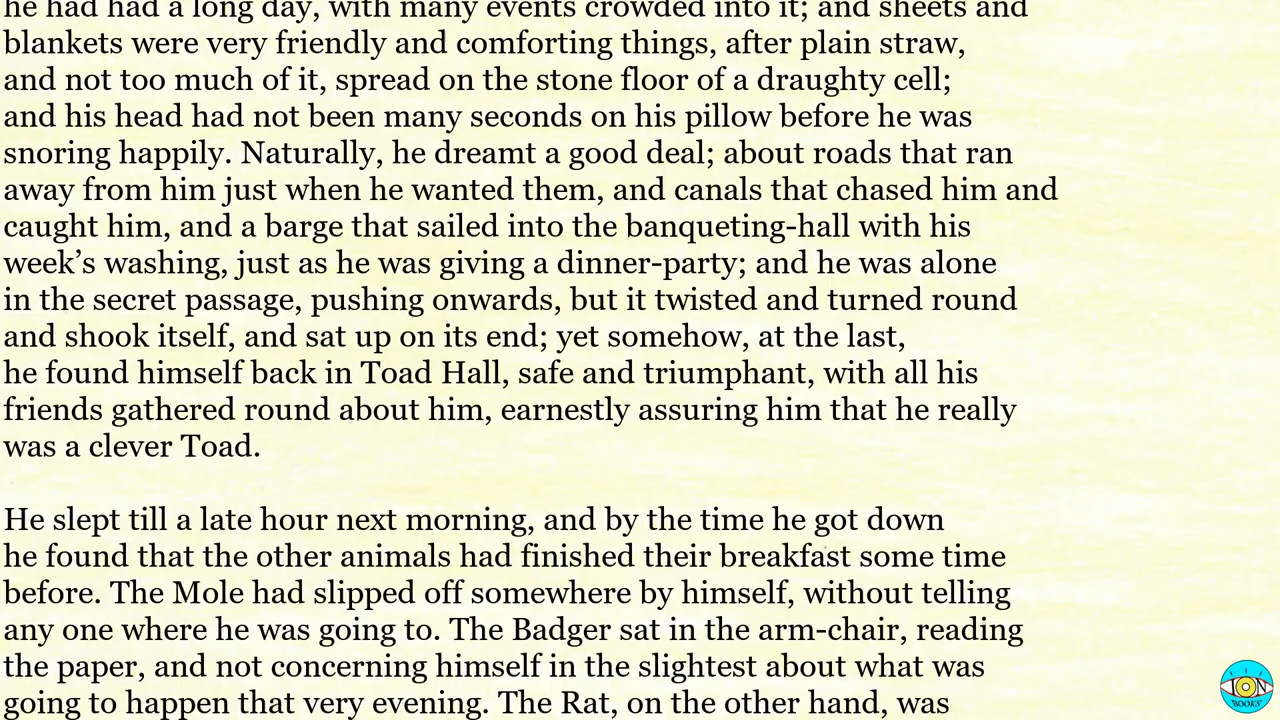 he had had a long day, with many events crowded into it; and sheets and
blankets were very friendly and comforting things, after plain straw,
and not too much of it, spread on the stone floor of a draughty cell;
and his head had not been many seconds on his pillow before he was
snoring happily. Naturally, he dreamt a good deal; about roads that ran
away from him just when he wanted them, and canals that chased him and
caught him, and a barge that sailed into the banqueting-hall with his
week’s washing, just as he was giving a dinner-party; and he was alone
in the secret passage, pushing onwards, but it twisted and turned round
and shook itself, and sat up on its end; yet somehow, at the last,
he found himself back in Toad Hall, safe and triumphant, with all his
friends gathered round about him, earnestly assuring him that he really
was a clever Toad.
He slept till a late hour next morning, and by the time he got down
he found that the other animals had finished their breakfast some time
before. The Mole had slipped off somewhere by himself, without telling
any one where he was going to. The Badger sat in the arm-chair, reading
the paper, and not concerning himself in the slightest about what was
going to happen that very evening. The Rat, on the other hand, was
ION
BOOKS